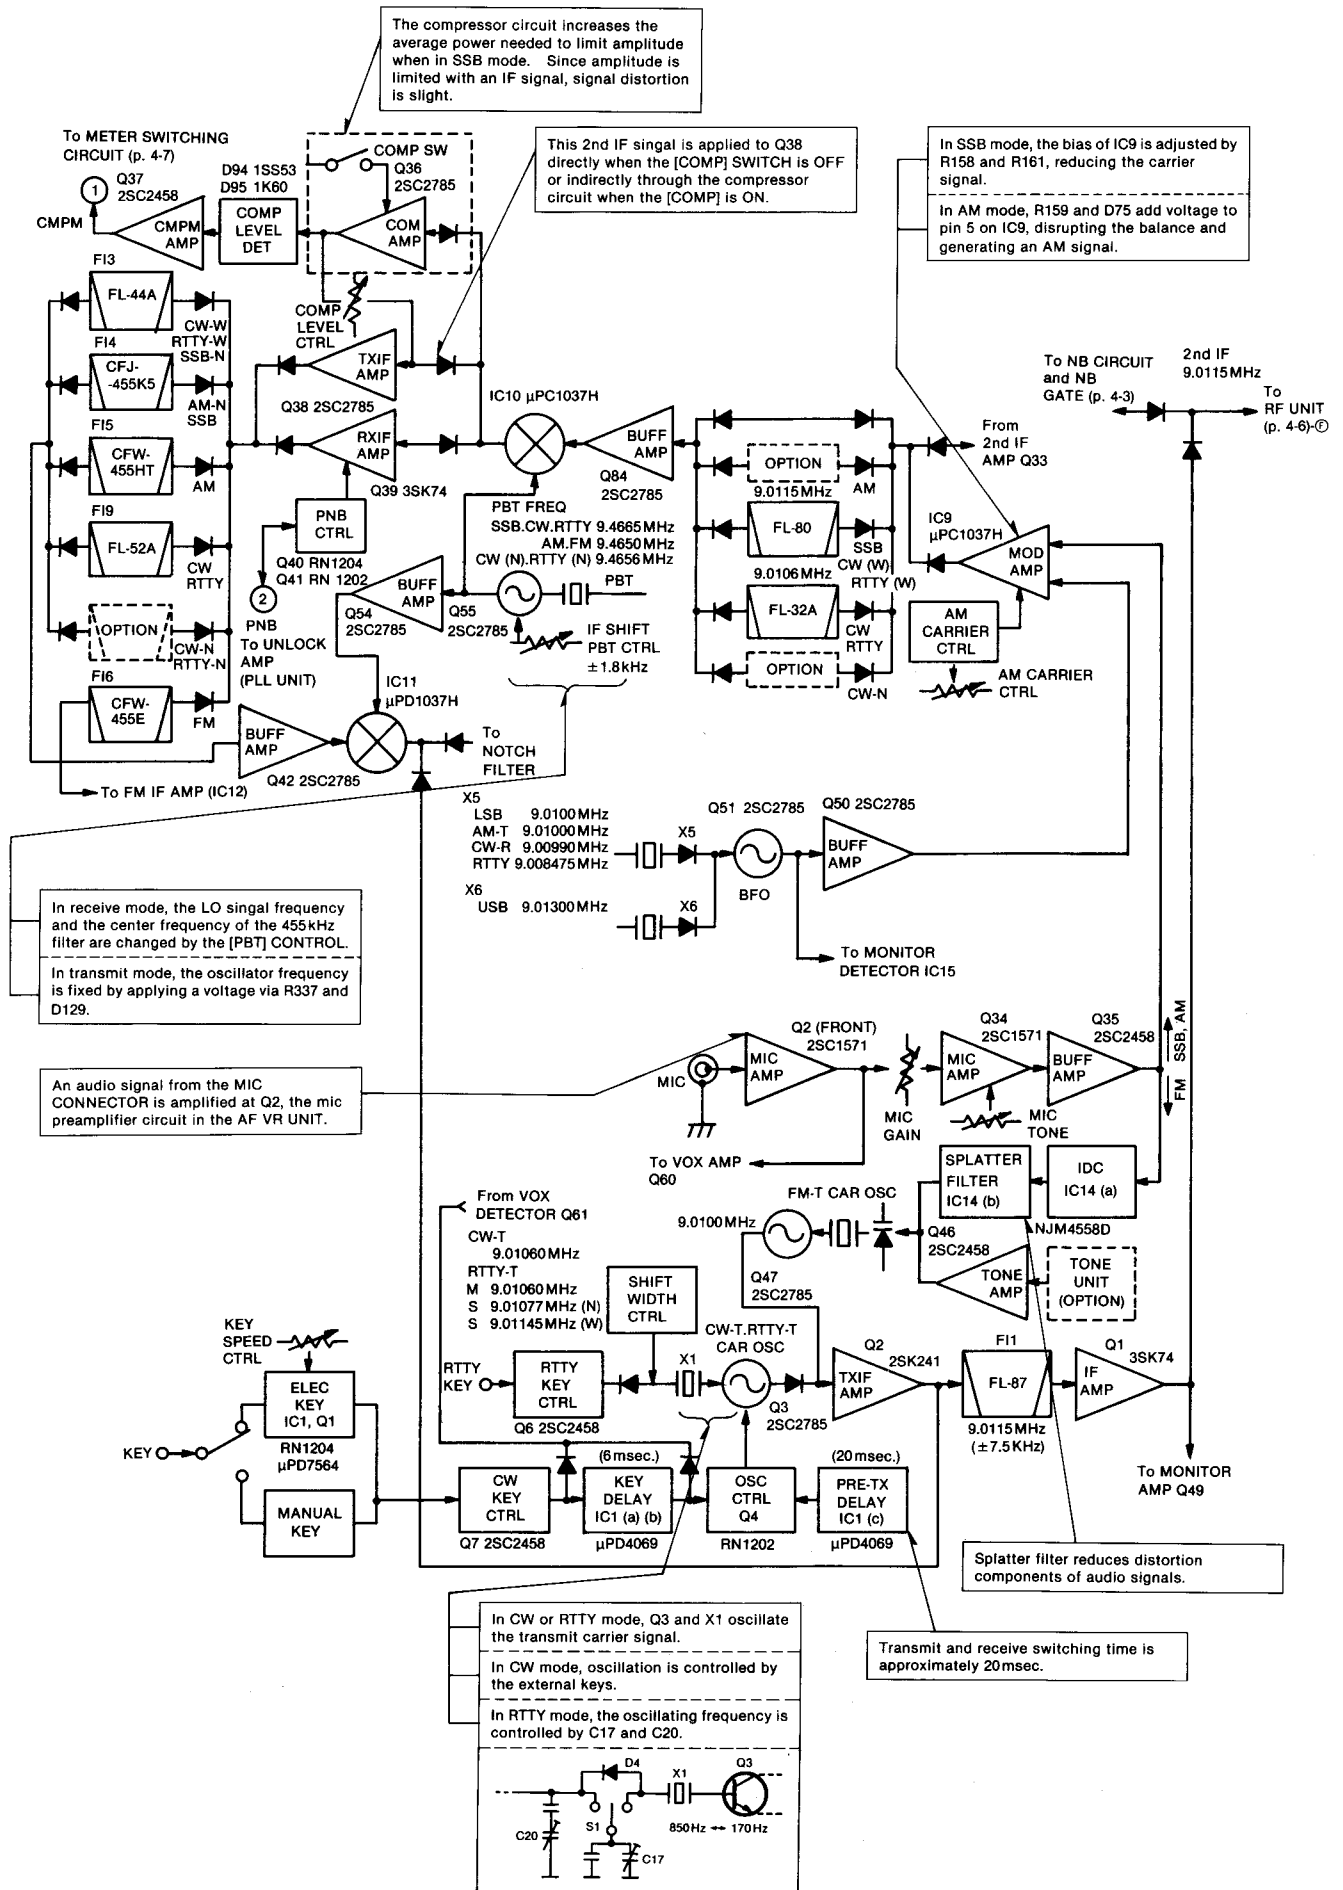 The compressor circuit increases the
average power needed to limit amplitude
when in SSB mode. Since amplitude is
limited with an IF signal, signal distortion
is slight.
To METER SWITCHING
CIRCUIT (p. 4-7)
1
Q37
2SC2458
CMPM
CMPM
AMP
D94 1SS53
D95 1K60
COMP
LEVEL
DET
COMP SW
Q36
2SC2785
COM
AMP
This 2nd IF singal is applied to Q38
directly when the [COMP] SWITCH is OFF
or indirectly through the compressor
circuit when the [COMP] is ON.
In SSB mode, the bias of IC9 is adjusted by
R158 and R161, reducing the carrier
signal.
In AM mode, R159 and D75 add voltage to
pin 5 on IC9, disrupting the balance and
generating an AM signal.
FI3
FL-44A
CW-W
RTTY-W
SSB-N
FI4
CFJ-
-455K5
AM-N
SSB
FI5
CFW-
455HT
AM
FI9
FL-52A
CW
RTTY
OPTION
CW-N
RTTY-N
FI6
CFW-
455E
FM
To FM IF AMP (IC12)
COMP
LEVEL
CTRL
TXIF
AMP
Q38 2SC2785
RXIF
AMP
Q39 3SK74
PNB
CTRL
Q40 RN1204
Q41 RN 1202
2
PNB
To UNLOCK
AMP
(PLL UNIT)
IC10 μPC1037H
BUFF
AMP
Q84
2SC2785
PBT FREQ
SSB.CW.RTTY 9.4665MHz
AM.FM 9.4650MHz
CW (N).RTTY (N) 9.4656MHz
BUFF
AMP
Q54
2SC2785
Q55
2SC2785
PBT
IF SHIFT
PBT CTRL
±1.8kHz
IC11
μPD1037H
BUFF
AMP
Q42 2SC2785
To
NOTCH
FILTER
OPTION
AM
9.0115MHz
FL-80
SSB
CW (W)
RTTY (W)
9.0106MHz
FL-32A
CW
RTTY
OPTION
CW-N
From
2nd IF
AMP Q33
To NB CIRCUIT
and NB
GATE (p. 4-3)
2nd IF
9.0115MHz
To
RF UNIT
(p. 4-6)-Ⓕ
IC9
μPC1037H
MOD
AMP
AM
CARRIER
CTRL
AM CARRIER
CTRL
X5
LSB 9.0100MHz
AM-T 9.01000MHz
CW-R 9.00990MHz
RTTY 9.008475MHz
X5
X6
USB 9.01300MHz
X6
Q51 2SC2785
BFO
Q50 2SC2785
BUFF
AMP
To MONITOR
DETECTOR IC15
In receive mode, the LO singal frequency
and the center frequency of the 455kHz
filter are changed by the [PBT] CONTROL.
In transmit mode, the oscillator frequency
is fixed by applying a voltage via R337 and
D129.
An audio signal from the MIC
CONNECTOR is amplified at Q2, the mic
preamplifier circuit in the AF VR UNIT.
MIC
MIC
AMP
Q2 (FRONT)
2SC1571
MIC
GAIN
Q34
2SC1571
MIC
AMP
MIC
TONE
Q35
2SC2458
BUFF
AMP
FM SSB, AM
To VOX AMP
Q60
SPLATTER
FILTER
IC14 (b)
IDC
IC14 (a)
NJM4558D
From VOX
DETECTOR Q61
FM-T CAR OSC
9.0100MHz
Q47
2SC2785
Q46
2SC2458
TONE
AMP
TONE
UNIT
(OPTION)
CW-T
9.01060MHz
RTTY-T
M 9.01060MHz
S 9.01077MHz (N)
S 9.01145MHz (W)
SHIFT
WIDTH
CTRL
CW-T.RTTY-T
CAR OSC
RTTY
KEY
RTTY
KEY
CTRL
Q6 2SC2458
X1
Q3
2SC2785
Q2
2SK241
TXIF
AMP
FI1
FL-87
9.0115MHz
(±7.5KHz)
Q1
3SK74
IF
AMP
To MONITOR
AMP Q49
KEY
SPEED
CTRL
ELEC
KEY
IC1, Q1
RN1204
μPD7564
KEY
MANUAL
KEY
CW
KEY
CTRL
Q7 2SC2458
(6msec.)
KEY
DELAY
IC1 (a) (b)
μPD4069
OSC
CTRL
Q4
RN1202
(20msec.)
PRE-TX
DELAY
IC1 (c)
μPD4069
Splatter filter reduces distortion
components of audio signals.
Transmit and receive switching time is
approximately 20msec.
In CW or RTTY mode, Q3 and X1 oscillate
the transmit carrier signal.
In CW mode, oscillation is controlled by
the external keys.
In RTTY mode, the oscillating frequency is
controlled by C17 and C20.
D4
X1
Q3
S1
C20
C17
850Hz ↔ 170Hz